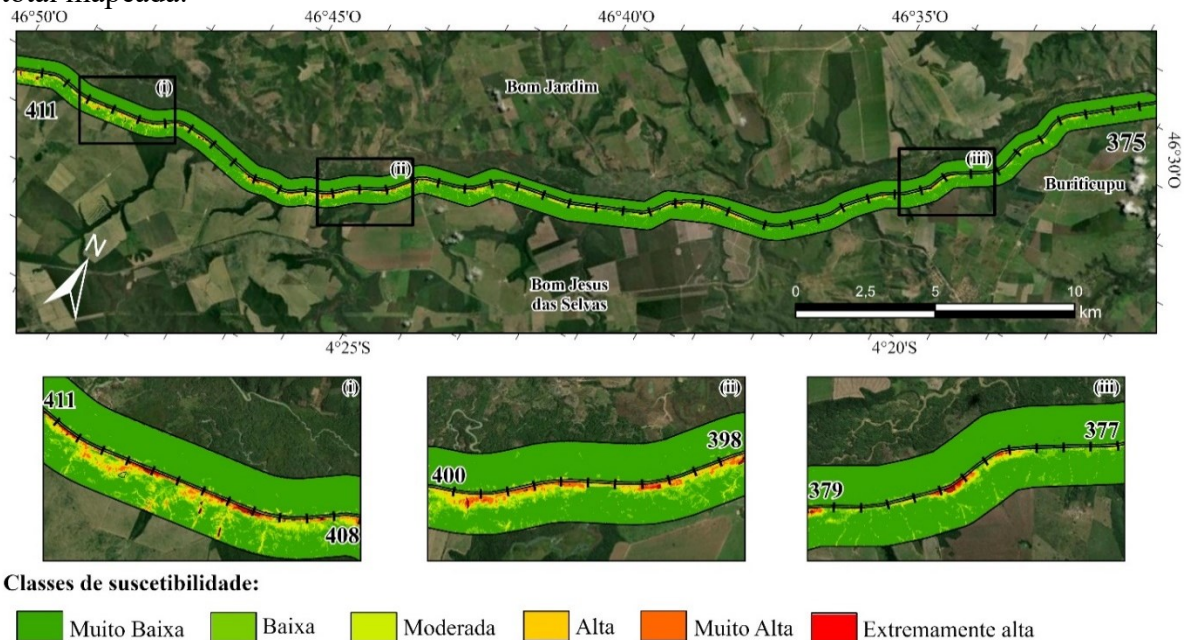 total mapeada.
46°50'O 46°45'O 46°40'O 46°35'O
(i)
Bom Jardim
411
375
(ii)
(iii)
46°30'O
Buriticupu
N
Bom Jesus
das Selvas
0 2,5 5 10
km
4°25'S 4°20'S
411
(i)
408
(ii)
400
398
(iii)
379
377
Classes de suscetibilidade:
Muito Baixa Baixa Moderada Alta Muito Alta Extremamente alta